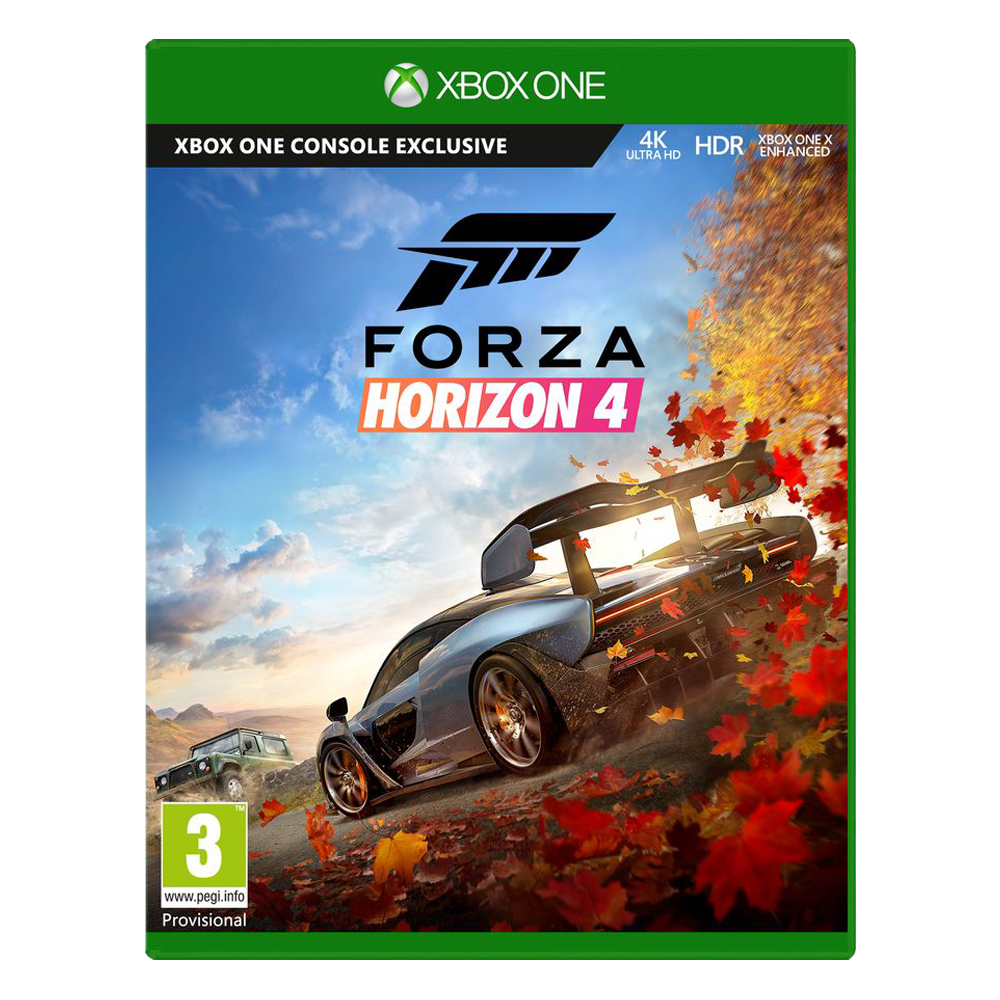 XBOX ONE
XBOX ONE CONSOLE EXCLUSIVE
4K
ULTRA HD
HDR
XBOX ONE X
ENHANCED
FORZA
HORIZON 4
3
TM
www.pegi.info
Provisional